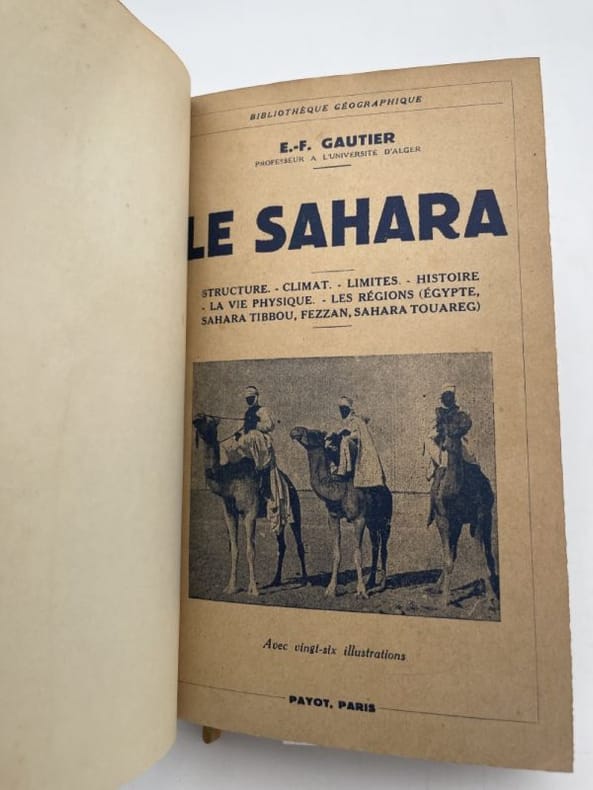 BIBLIOTHÈQUE GÉOGRAPHIQUE
E.-F. GAUTIER
PROFESSEUR A L'UNIVERSITÉ D'ALGER
LE SAHARA
STRUCTURE. - CLIMAT. - LIMITES. - HISTOIRE
- LA VIE PHYSIQUE. - LES RÉGIONS (ÉGYPTE,
SAHARA TIBBOU, FEZZAN, SAHARA TOUAREG)
Avec vingt-six illustrations
PAYOT, PARIS